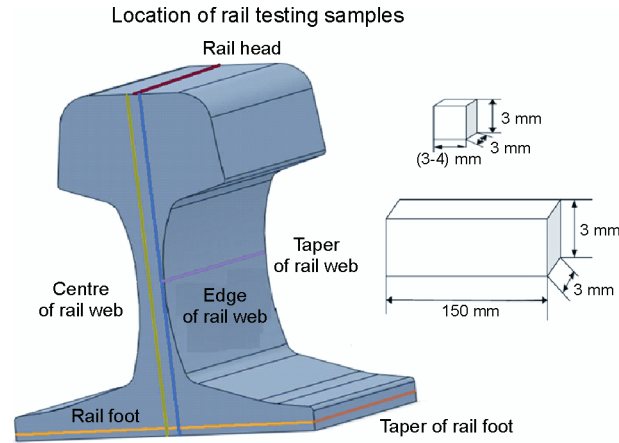 Location of rail testing samples
Rail head
3 mm
3 mm
(3-4) mm
Taper
of rail web
3 mm
Centre
of rail web
Edge
of rail web
3 mm
150 mm
Rail foot
Taper of rail foot